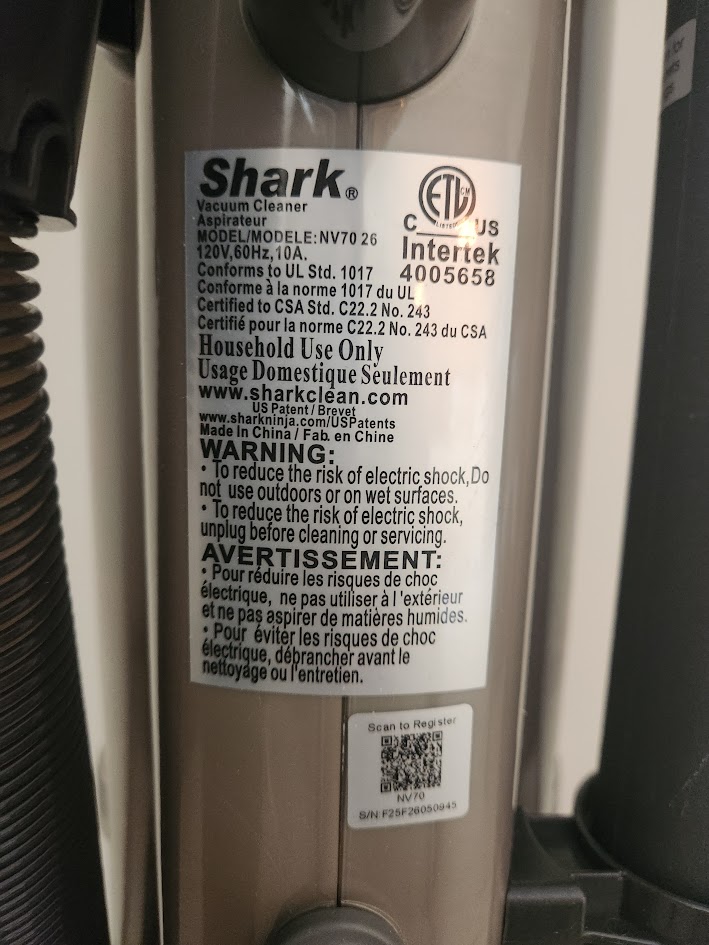 Shark®
Vacuum Cleaner
Aspirateur
MODEL/MODELE:NV70 26
120V,60Hz,10A.
Conforms to UL Std. 1017
Conforme à la norme 1017 du UL
Certified to CSA Std. C22.2 No. 243
Certifié pour la norme C22.2 No. 243 du CSA
ETL CM
LISTED
C US
Intertek
4005658
Household Use Only
Usage Domestique Seulement
www.sharkclean.com
US Patent / Brevet
www.sharkninja.com/USPatents
Made In China / Fab. en Chine
WARNING:
• To reduce the risk of electric shock,Do
not use outdoors or on wet surfaces.
• To reduce the risk of electric shock,
unplug before cleaning or servicing.
AVERTISSEMENT:
• Pour réduire les risques de choc
électrique, ne pas utiliser à l'extérieur
et ne pas aspirer de matières humides.
• Pour éviter les risques de choc
électrique, débrancher avant le
nettoyage ou l'entretien.
Scan to Register
NV70
S/N:F25F26050945
for